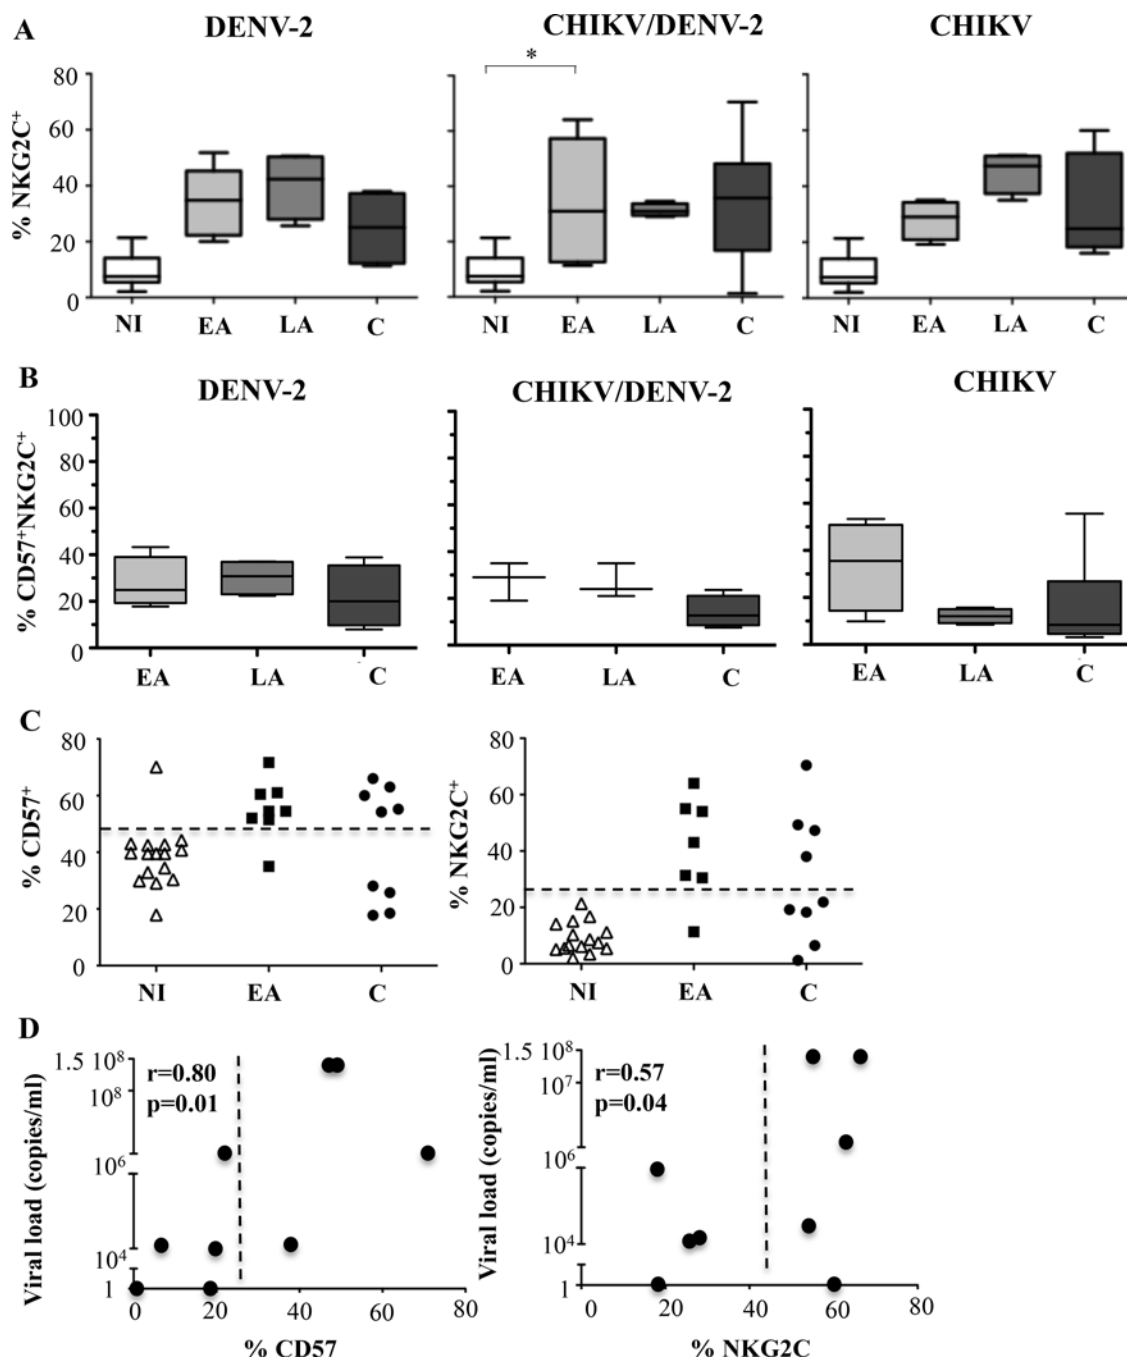 A
DENV-2
CHIKV/DENV-2
CHIKV
*
% NKG2C⁺
80
60
40
20
0
NI EA LA C
NI EA LA C
NI EA LA C
B
DENV-2
CHIKV/DENV-2
CHIKV
% CD57⁺NKG2C⁺
100
80
60
40
20
0
EA LA C
EA LA C
EA LA C
C
% CD57⁺
80
60
40
20
0
NI EA C
% NKG2C⁺
80
60
40
20
0
NI EA C
D
Viral load (copies/ml)
1.5 10⁸
10⁸
10⁶
10⁴
1
r=0.80
p=0.01
0 20 40 60 80
% CD57
Viral load (copies/ml)
1.5 10⁸
10⁷
10⁶
10⁴
1
r=0.57
p=0.04
0 20 40 60 80
% NKG2C